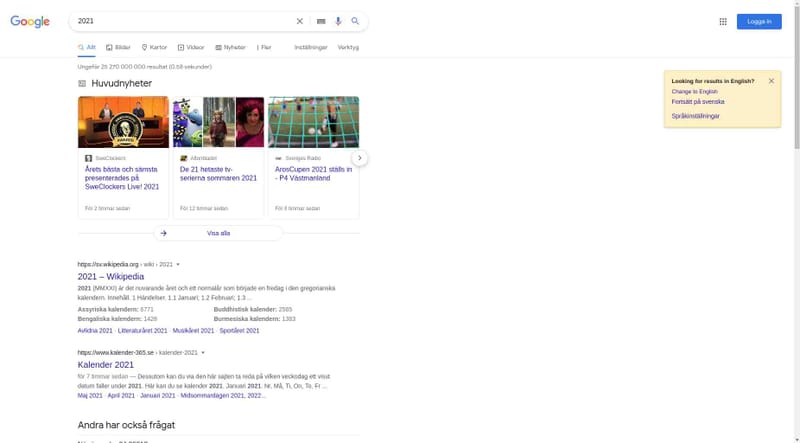 Google
2021
Logga in
Allt Bilder Kartor Videor Nyheter Fler Inställningar Verktyg
Ungefär 25 270 000 000 resultat (0,58 sekunder)
Looking for results in English?
Change to English
Fortsätt på svenska
Språkinställningar
Huvudnyheter
SweClockers
Årets bästa och sämsta
presenterades på
SweClockers Live! 2021
För 2 timmar sedan
Aftonbladet
De 21 hetaste tv-
serierna sommaren 2021
För 12 timmar sedan
Sveriges Radio
ArosCupen 2021 ställs in
- P4 Västmanland
För 8 timmar sedan
Visa alla
https://sv.wikipedia.org › wiki › 2021
2021 – Wikipedia
2021 (MMXXI) är det nuvarande året och ett normalår som började en fredag i den gregorianska
kalendern. Innehåll. 1 Händelser. 1.1 Januari; 1.2 Februari; 1.3 ...
Assyriska kalendern: 6771 Buddhistisk kalender: 2565
Bengaliska kalendern: 1428 Burmesiska kalendern: 1383
Avlidna 2021 · Litteraturåret 2021 · Musikåret 2021 · Sportåret 2021
https://www.kalender-365.se › kalender-2021
Kalender 2021
för 7 timmar sedan — Dessutom kan du via den här sajten ta reda på vilken veckodag ett visst
datum faller under 2021. Här kan du se kalender 2021. Januari 2021. Nr, Må, Ti, On, To, Fr ...
Maj 2021 · April 2021 · Januari 2021 · Midsommardagen 2021, 2022...
Andra har också frågat